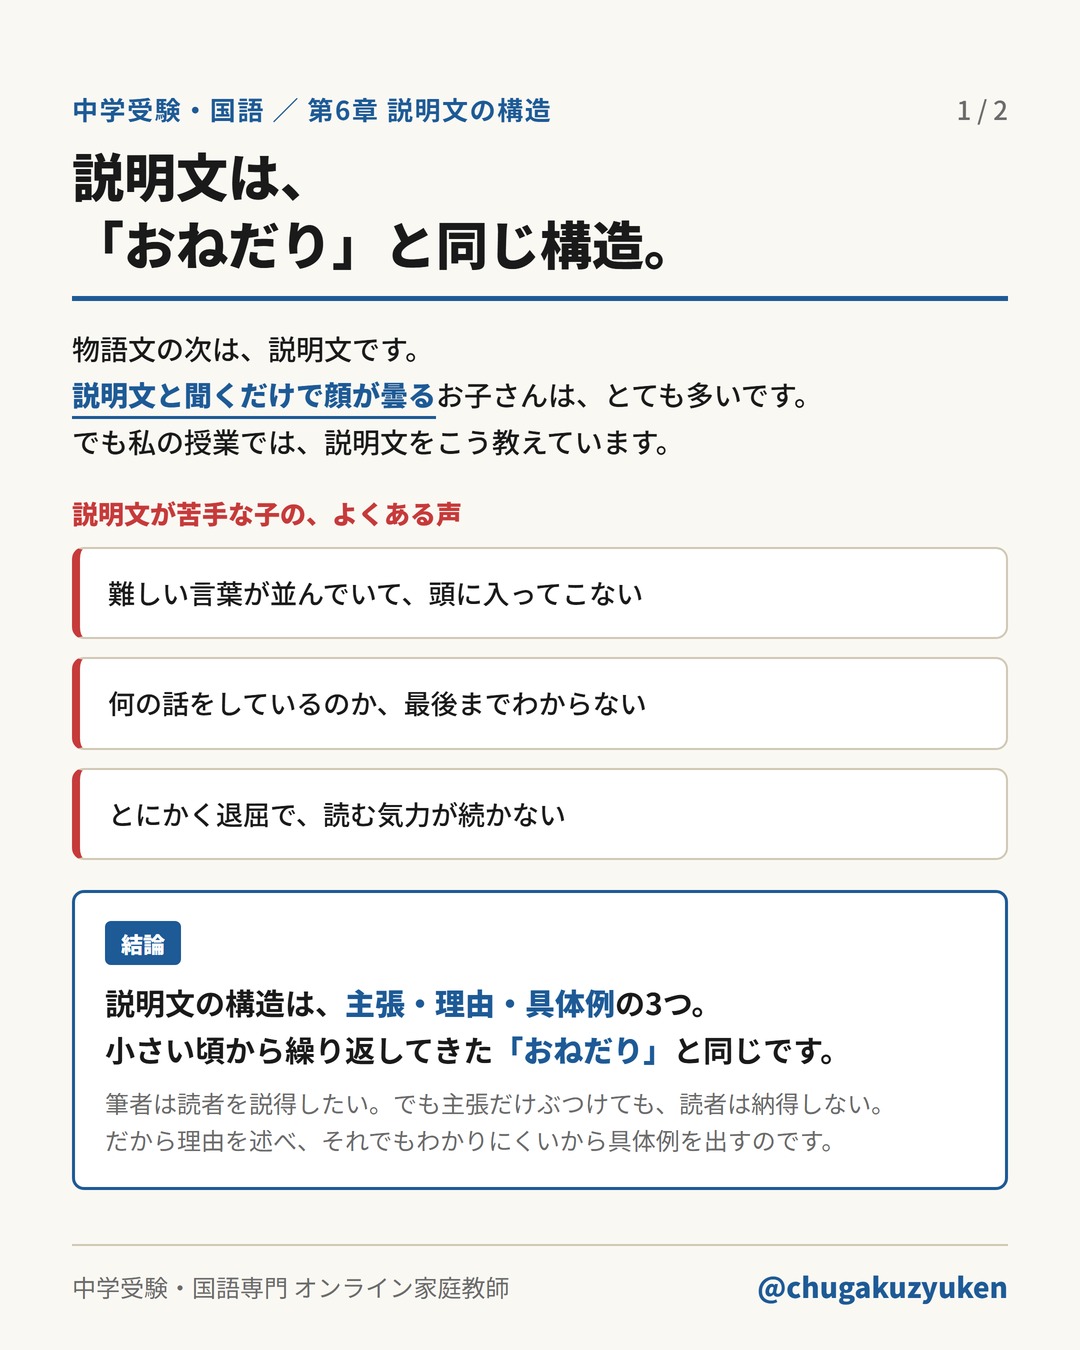 中学受験・国語 ／ 第6章 説明文の構造
1 / 2
説明文は、
「おねだり」と同じ構造。
物語文の次は、説明文です。
説明文と聞くだけで顔が曇るお子さんは、とても多いです。
でも私の授業では、説明文をこう教えています。
説明文が苦手な子の、よくある声
難しい言葉が並んでいて、頭に入ってこない
何の話をしているのか、最後までわからない
とにかく退屈で、読む気力が続かない
結論
説明文の構造は、主張・理由・具体例の3つ。
小さい頃から繰り返してきた「おねだり」と同じです。
筆者は読者を説得したい。でも主張だけぶつけても、読者は納得しない。
だから理由を述べ、それでもわかりにくいから具体例を出すのです。
中学受験・国語専門 オンライン家庭教師
@chugakuzyuken